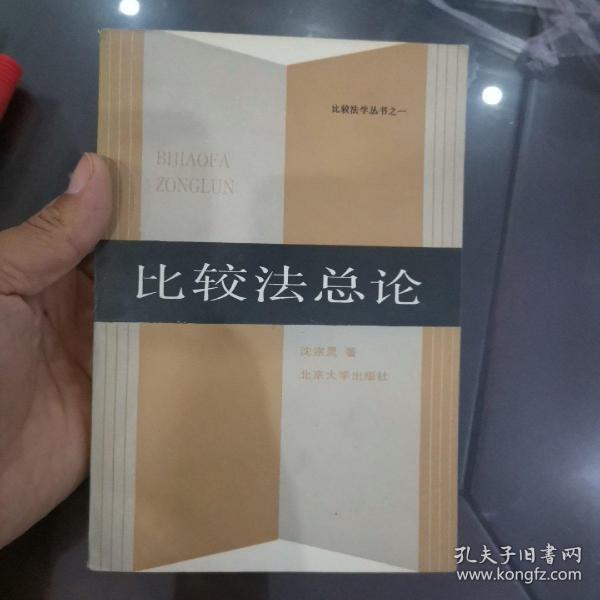 比较法学丛书之一
BIJIAOFA
ZONGLUN
比较法总论
沈宗灵 著
北京大学出版社
孔夫子旧书网
www.kongfz.com